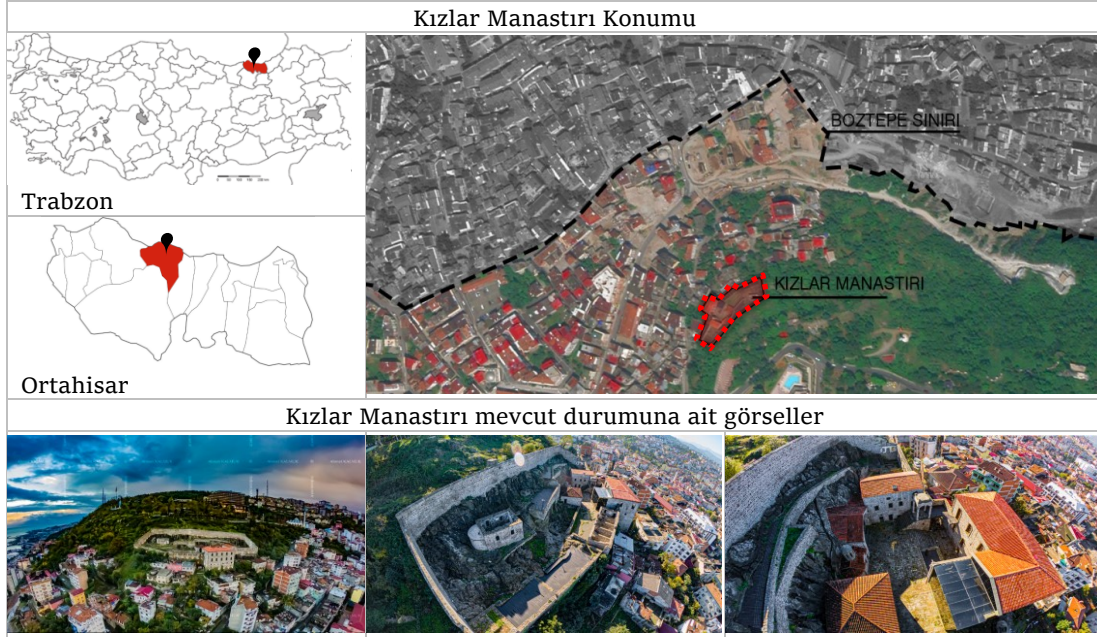 Kızlar Manastırı Konumu
Trabzon
Ortahisar
BOZTEPE SINIRI
KIZLAR MANASTIRI
Kızlar Manastırı mevcut durumuna ait görseller